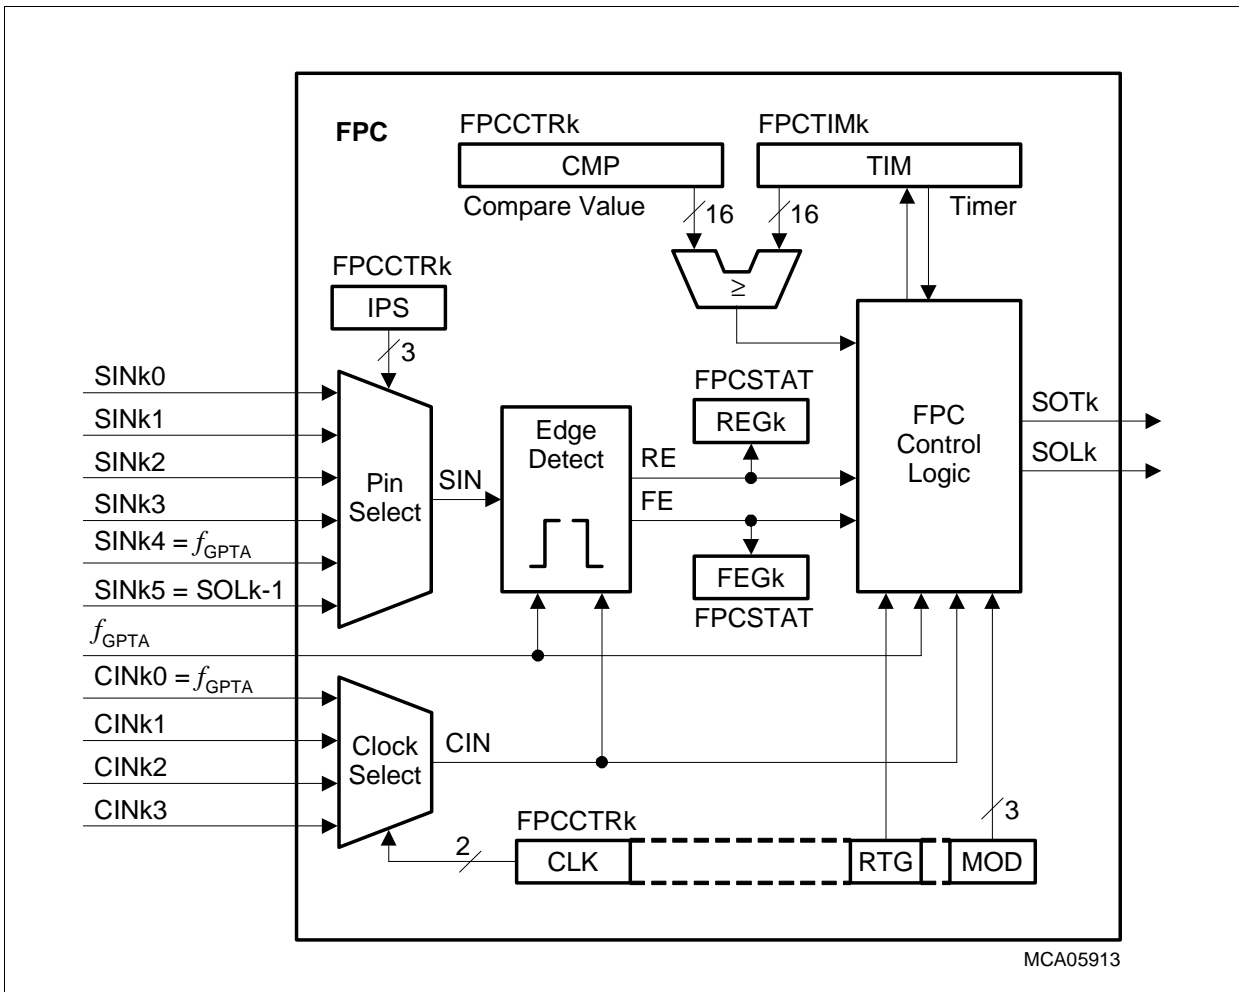 FPC
FPCCTRk
CMP
Compare Value
16
FPCTIMk
TIM
Timer
16
≥
FPCCTRk
IPS
3
SINk0
SINk1
SINk2
SINk3
SINk4 = fGPTA
SINk5 = SOLk-1
fGPTA
CINk0 = fGPTA
CINk1
CINk2
CINk3
Pin
Select
SIN
Edge
Detect
RE
FE
FPCSTAT
REGk
FEGk
FPCSTAT
FPC
Control
Logic
SOTk
SOLk
Clock
Select
CIN
2
FPCCTRk
CLK
RTG
MOD
3
MCA05913